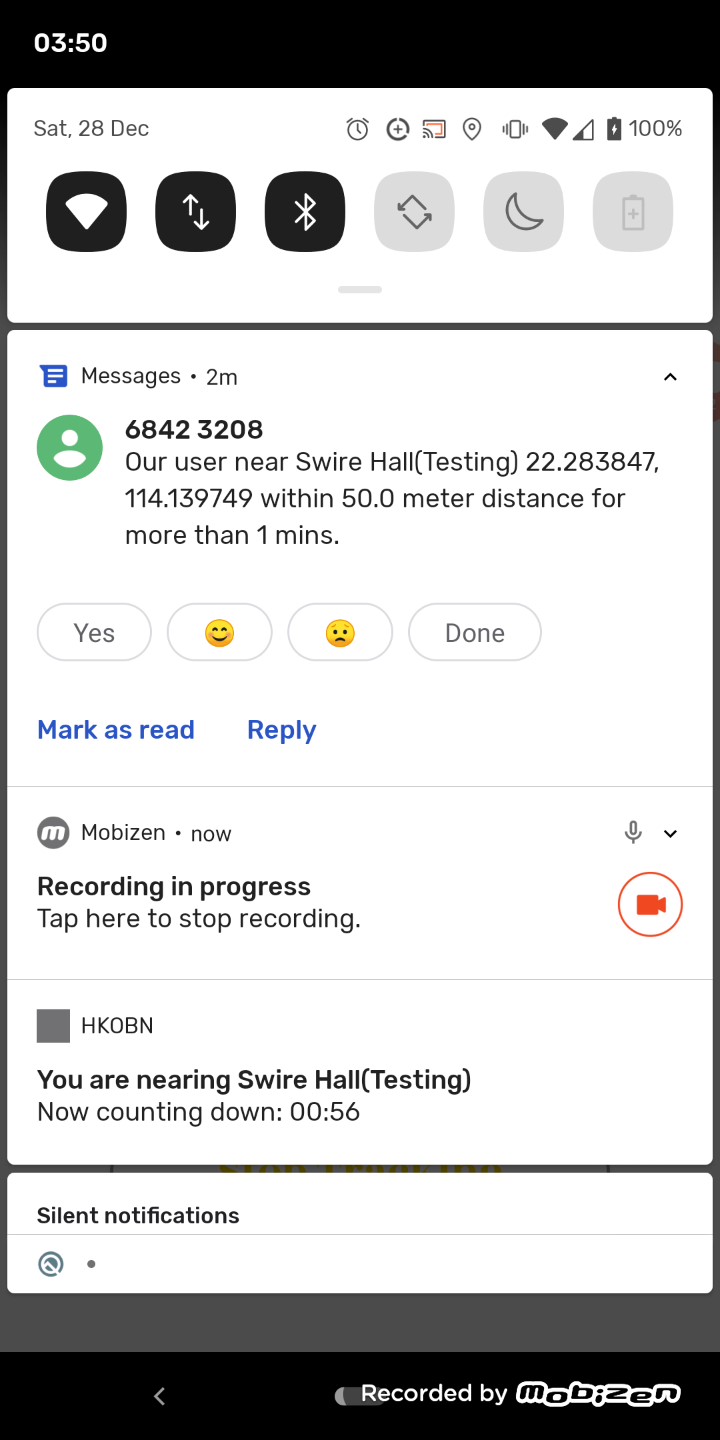 03:50
Sat, 28 Dec
100%
Messages • 2m
6842 3208
Our user near Swire Hall(Testing) 22.283847,
114.139749 within 50.0 meter distance for
more than 1 mins.
Yes
Done
Mark as read Reply
Mobizen • now
Recording in progress
Tap here to stop recording.
HKOBN
You are nearing Swire Hall(Testing)
Now counting down: 00:56
Stop Tracking
Silent notifications
Recorded by mobizen